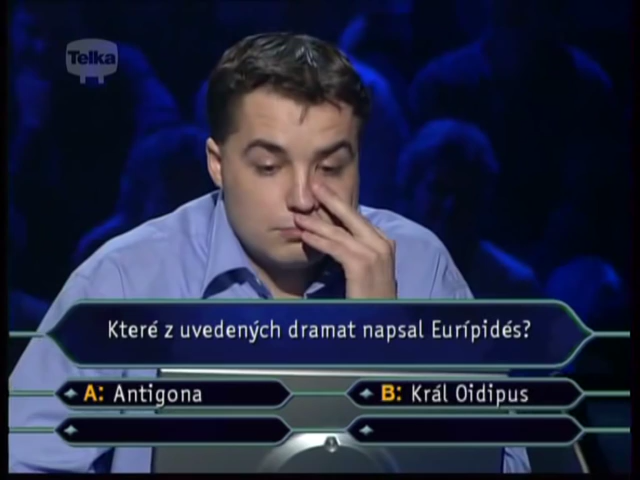 Telka
Které z uvedených dramat napsal Eurípidés?
A: Antigona
B: Král Oidipus